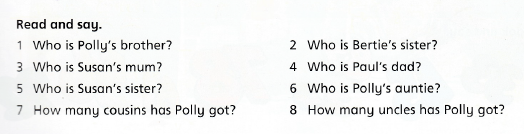 Read and say.
1 Who is Polly's brother?
2 Who is Bertie's sister?
3 Who is Susan's mum?
4 Who is Paul's dad?
5 Who is Susan's sister?
6 Who is Polly's auntie?
7 How many cousins has Polly got?
8 How many uncles has Polly got?